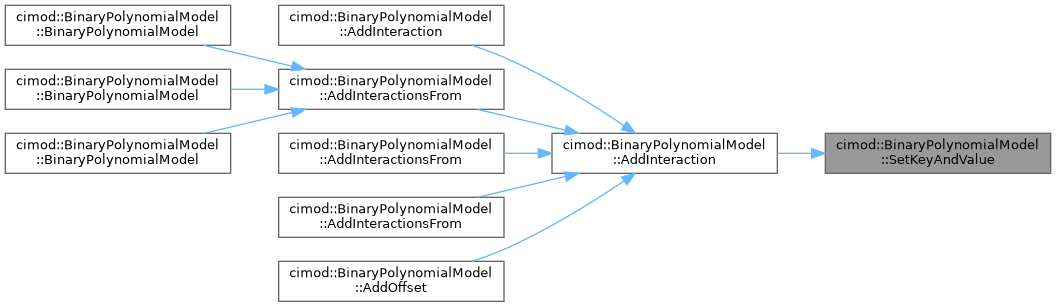 cimod::BinaryPolynomialModel
::BinaryPolynomialModel
cimod::BinaryPolynomialModel
::BinaryPolynomialModel
cimod::BinaryPolynomialModel
::BinaryPolynomialModel
cimod::BinaryPolynomialModel
::AddInteraction
cimod::BinaryPolynomialModel
::AddInteractionsFrom
cimod::BinaryPolynomialModel
::AddInteractionsFrom
cimod::BinaryPolynomialModel
::AddInteractionsFrom
cimod::BinaryPolynomialModel
::AddOffset
cimod::BinaryPolynomialModel
::AddInteraction
cimod::BinaryPolynomialModel
::SetKeyAndValue